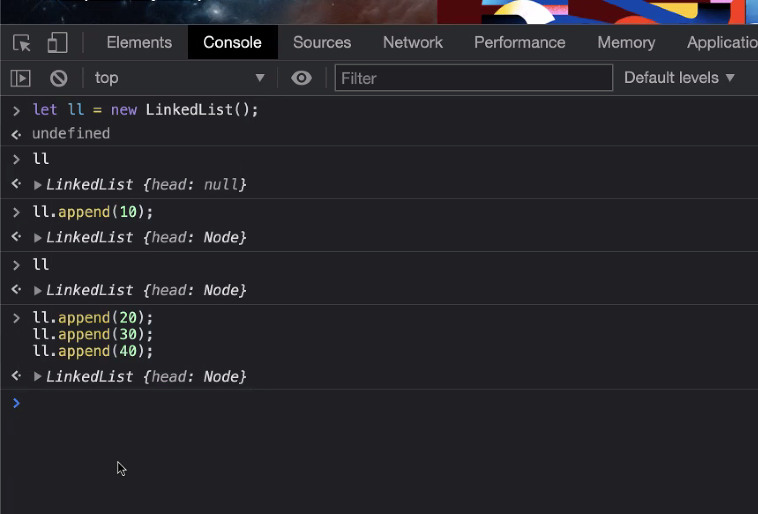 Elements Console Sources Network Performance Memory Applicatio
top Filter Default levels
let ll = new LinkedList();
undefined
ll
LinkedList {head: null}
ll.append(10);
LinkedList {head: Node}
ll
LinkedList {head: Node}
ll.append(20);
ll.append(30);
ll.append(40);
LinkedList {head: Node}